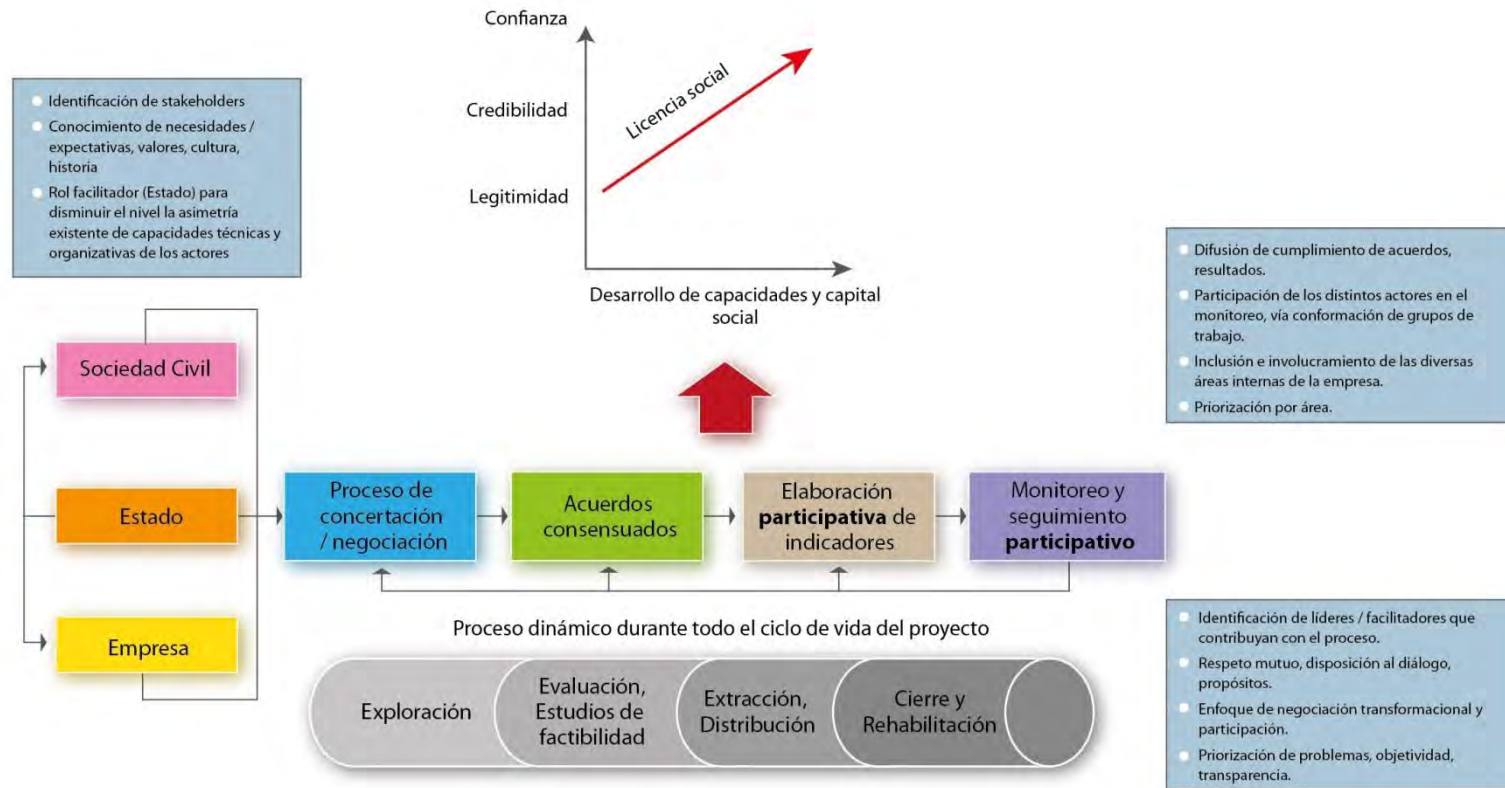 Confianza
Credibilidad
Legitimidad
Licencia social
Desarrollo de capacidades y capital
social
Identificación de stakeholders
Conocimiento de necesidades /
expectativas, valores, cultura,
historia
Rol facilitador (Estado) para
disminuir el nivel la asimetría
existente de capacidades técnicas y
organizativas de los actores
Difusión de cumplimiento de acuerdos,
resultados.
Participación de los distintos actores en el
monitoreo, vía conformación de grupos de
trabajo.
Inclusión e involucramiento de las diversas
áreas internas de la empresa.
Priorización por área.
Sociedad Civil
Estado
Empresa
Proceso de
concertación
/ negociación
Acuerdos
consensuados
Elaboración
participativa de
indicadores
Monitoreo y
seguimiento
participativo
Proceso dinámico durante todo el ciclo de vida del proyecto
Exploración
Evaluación,
Estudios de
factibilidad
Extracción,
Distribución
Cierre y
Rehabilitación
Identificación de líderes / facilitadores que
contribuyan con el proceso.
Respeto mutuo, disposición al diálogo,
propósitos.
Enfoque de negociación transformacional y
participación.
Priorización de problemas, objetividad,
transparencia.